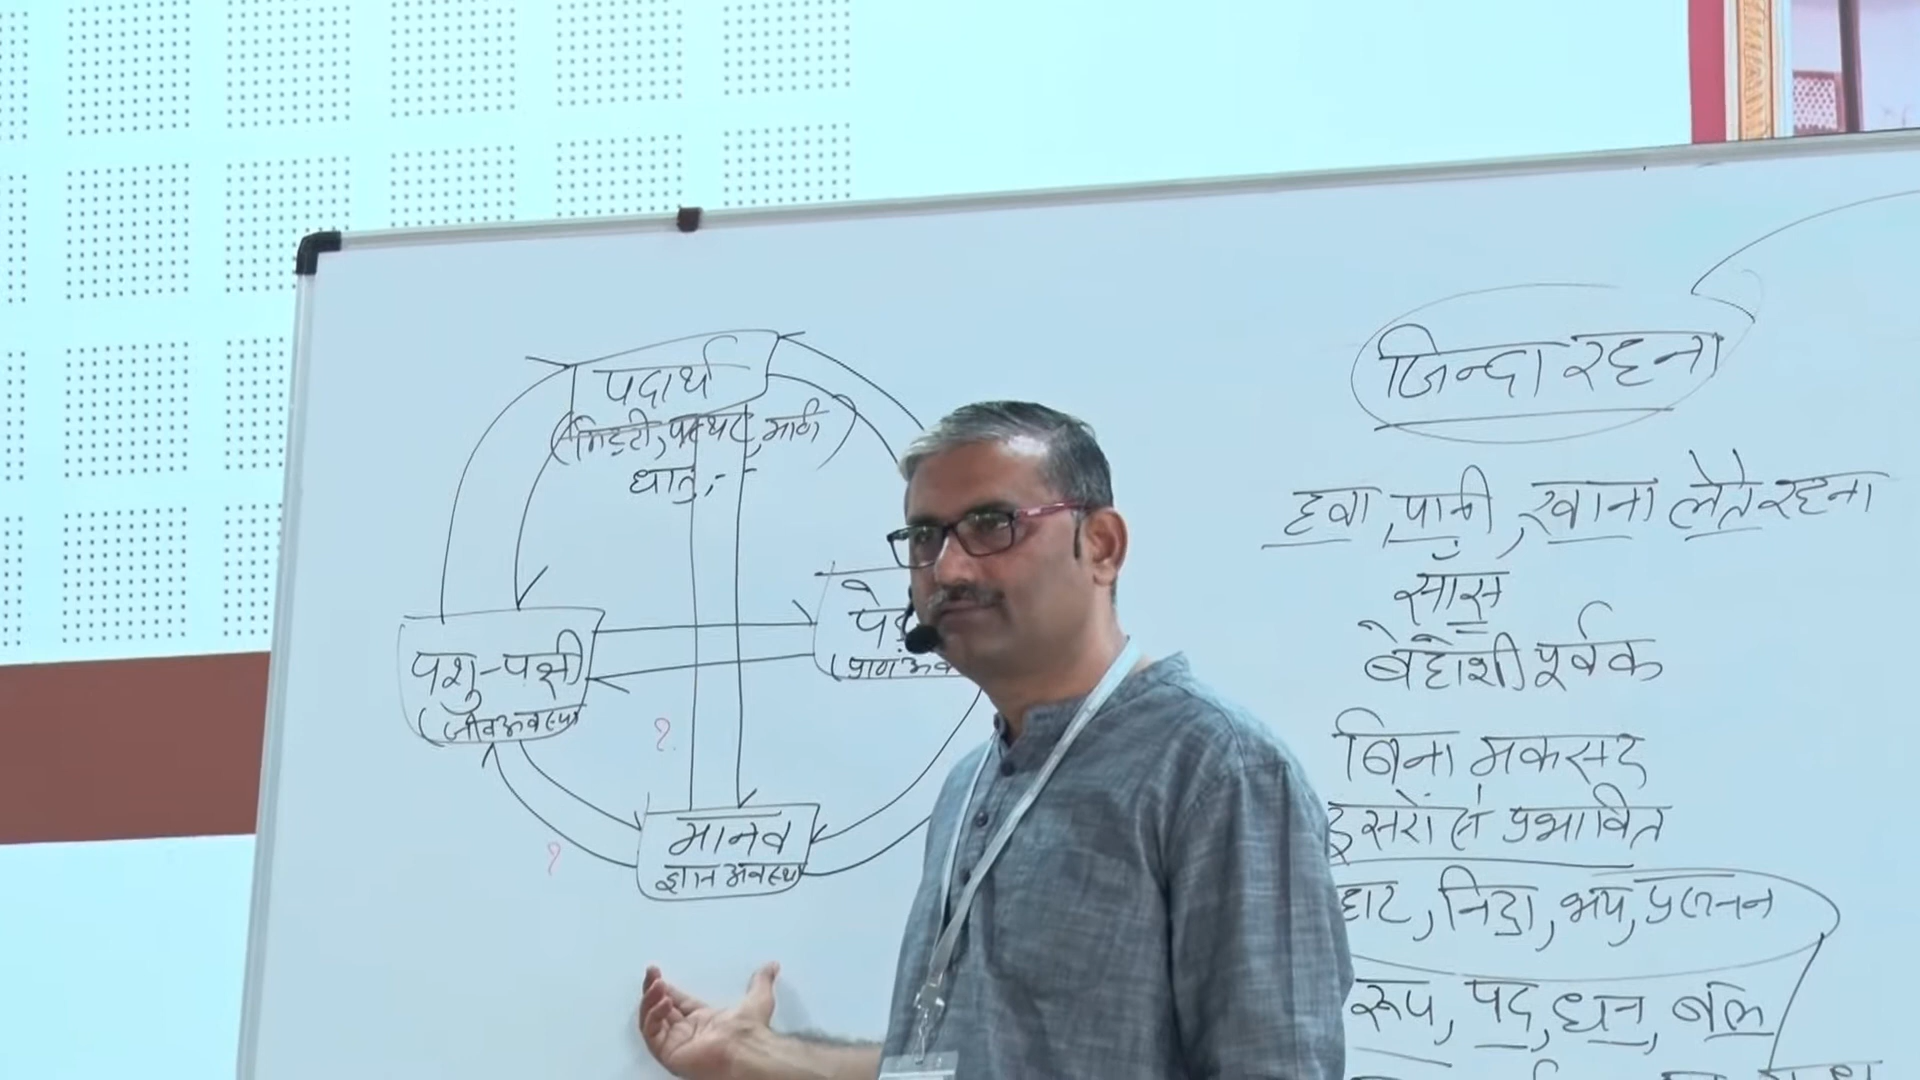 पदार्थ
(मिट्टी, पत्थर, पानी)
धातु,-
पशु-पक्षी
(जीव अवस्था
मानव
ज्ञान अवस्था
?
?
जिन्दा रहना
हवा, पानी, खाना लेते रहना
साँस
बेहोशी पूर्वक
बिना मकसद
दूसरों से प्रभावित
निद्रा, भय, प्रजनन
रूप, पद, धन, बल